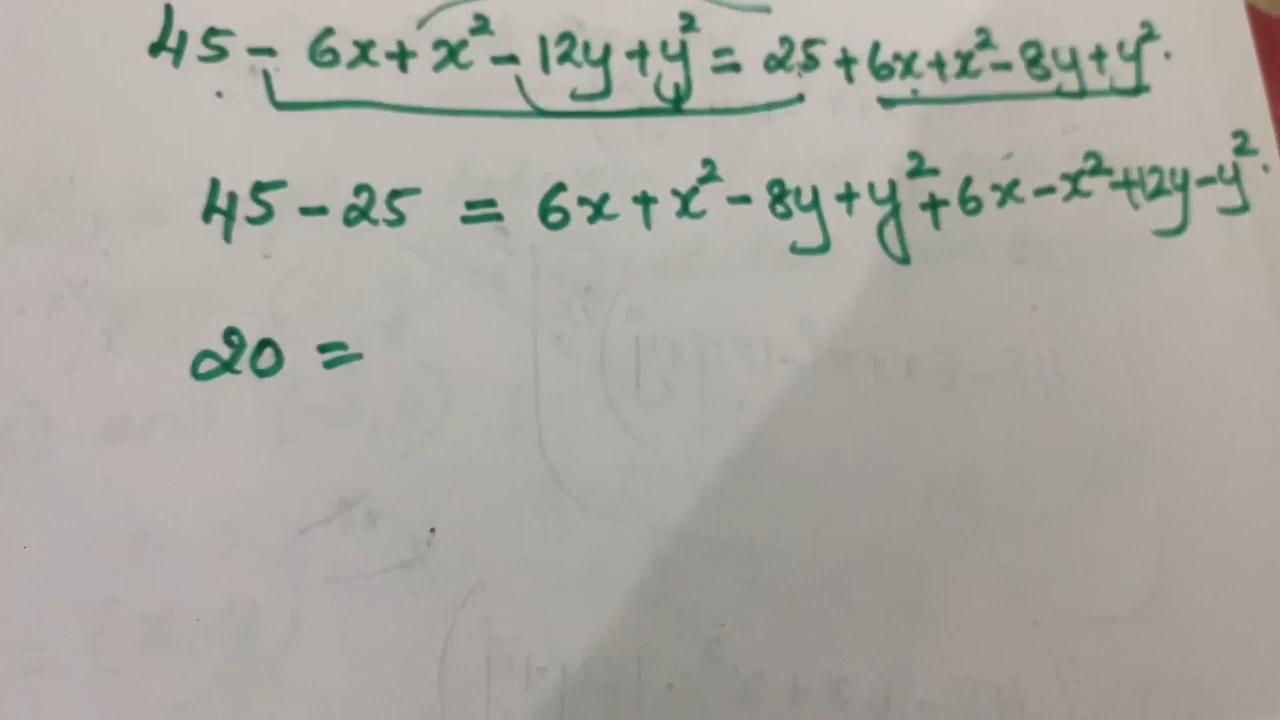 45 - 6x + x² - 12y + y² = 25 + 6x + x² - 8y + y².
45 - 25 = 6x + x² - 8y + y² + 6x - x² + 12y - y².
20 =